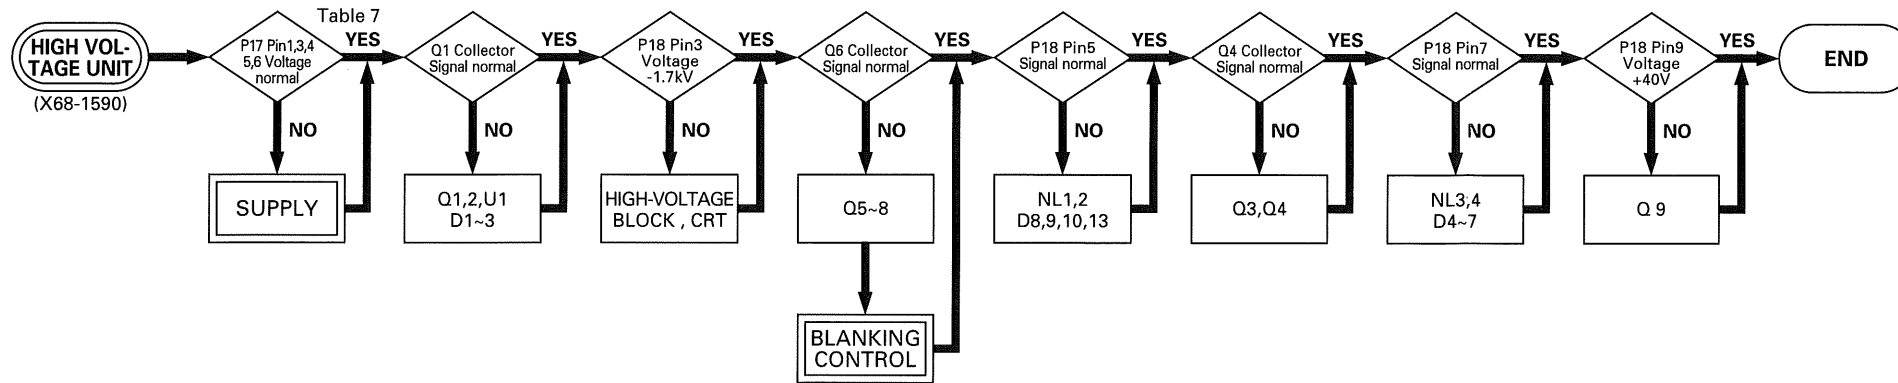 Table 7
HIGH VOL-
TAGE UNIT
(X68-1590)
P17 Pin1,3,4
5,6 Voltage
normal
YES
NO
SUPPLY
Q1 Collector
Signal normal
YES
NO
Q1,2,U1
D1~3
P18 Pin3
Voltage
-1.7kV
YES
NO
HIGH-VOLTAGE
BLOCK , CRT
Q6 Collector
Signal normal
YES
NO
Q5~8
BLANKING
CONTROL
P18 Pin5
Signal normal
YES
NO
NL1,2
D8,9,10,13
Q4 Collector
Signal normal
YES
NO
Q3,Q4
P18 Pin7
Signal normal
YES
NO
NL3,4
D4~7
P18 Pin9
Voltage
+40V
YES
NO
Q 9
END